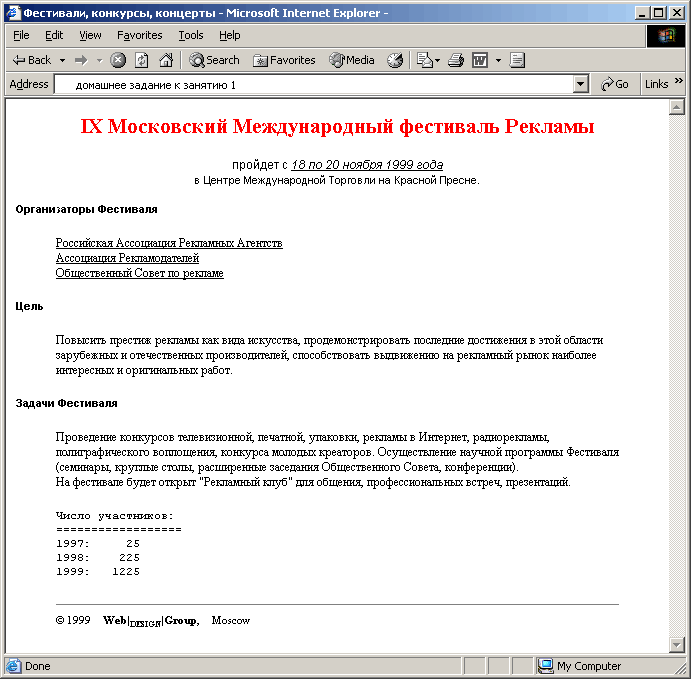 Фестивали, конкурсы, концерты - Microsoft Internet Explorer -
File Edit View Favorites Tools Help
Back Search Favorites Media
Address домашнее задание к занятию 1 Go Links »
IX Московский Международный фестиваль Рекламы
пройдет с 18 по 20 ноября 1999 года
в Центре Международной Торговли на Красной Пресне.
Организаторы Фестиваля
Российская Ассоциация Рекламных Агентств
Ассоциация Рекламодателей
Общественный Совет по рекламе
Цель
Повысить престиж рекламы как вида искусства, продемонстрировать последние достижения в этой области
зарубежных и отечественных производителей, способствовать выдвижению на рекламный рынок наиболее
интересных и оригинальных работ.
Задачи Фестиваля
Проведение конкурсов телевизионной, печатной, упаковки, рекламы в Интернет, радиорекламы,
полиграфического воплощения, конкурса молодых креаторов. Осуществление научной программы Фестиваля
(семинары, круглые столы, расширенные заседания Общественного Совета, конференции).
На фестивале будет открыт "Рекламный клуб" для общения, профессиональных встреч, презентаций.
Число участников:
==================
1997: 25
1998: 225
1999: 1225
© 1999 Web|DESIGN|Group, Moscow
Done My Computer